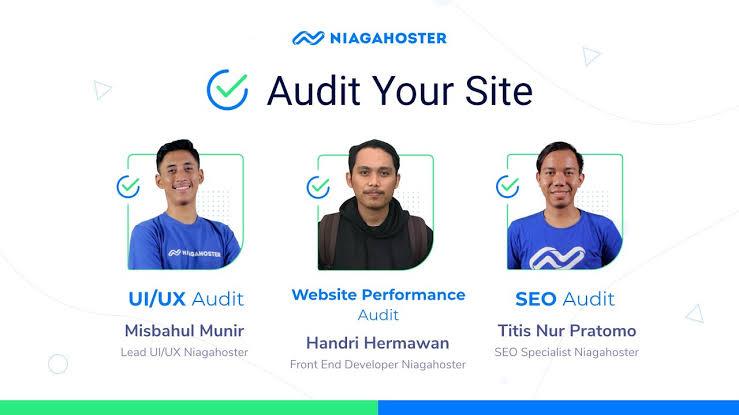 NIAGAHOSTER
Audit Your Site
NIAGAHOSTER
UI/UX Audit
Misbahul Munir
Lead UI/UX Niagahoster
Website Performance
Audit
Handri Hermawan
Front End Developer Niagahoster
SEO Audit
Titis Nur Pratomo
SEO Specialist Niagahoster